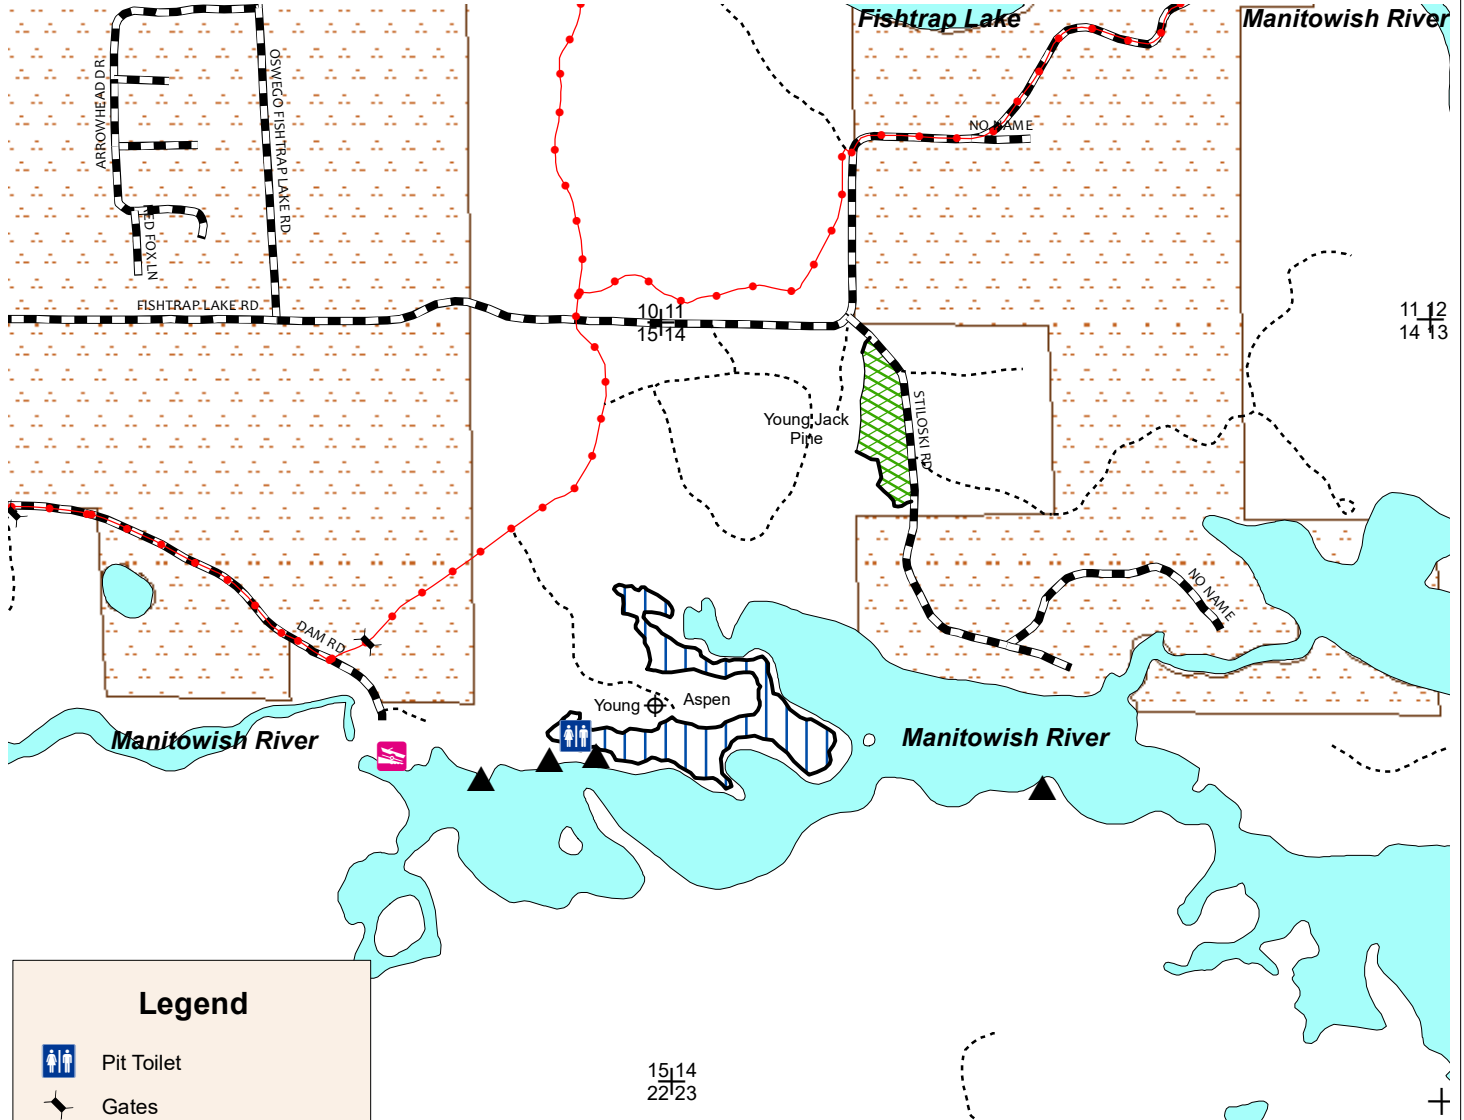 Fishtrap Lake
Manitowish River
ARROWHEAD DR
OSWEGO FISHTRAP LAKE RD
NO NAME
RED FOX LN
FISHTRAP LAKE RD
10 11
15 14
11 12
14 13
Young Jack
Pine
STILOSKI RD
NO NAME
DAM RD
Young
Aspen
Manitowish River
Manitowish River
Legend
Pit Toilet
Gates
15 14
22 23